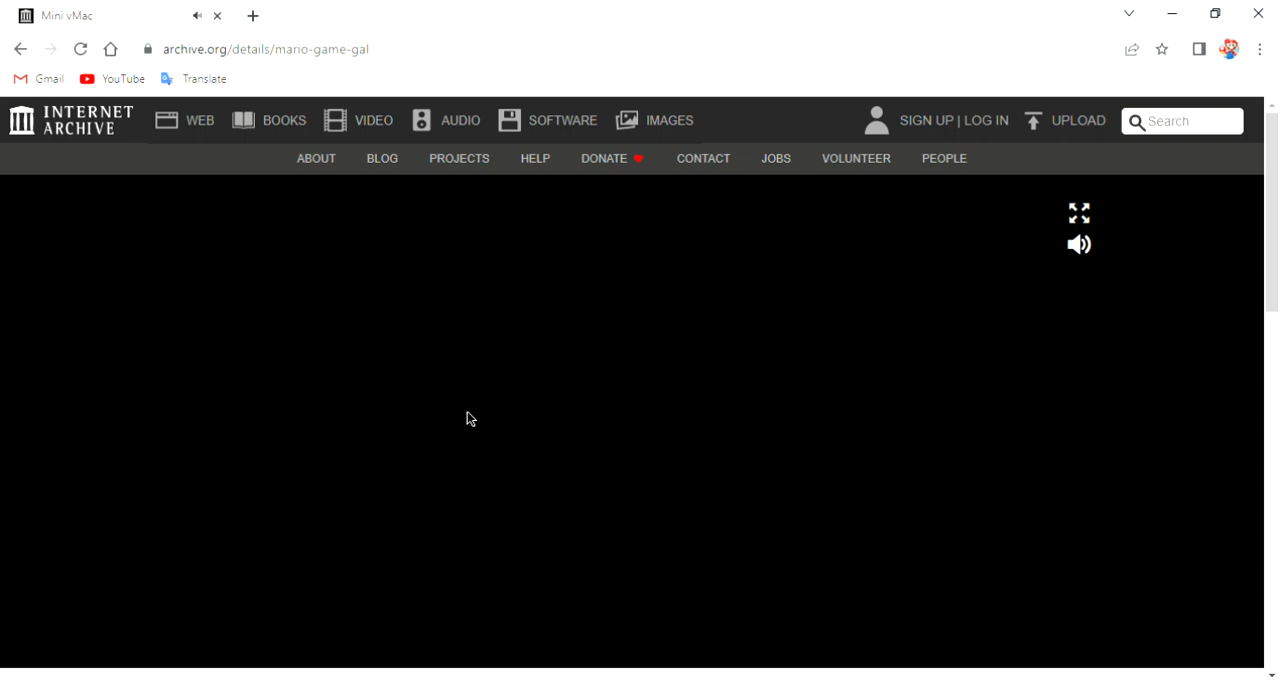 Mini vMac
archive.org/details/mario-game-gal
Gmail YouTube Translate
INTERNET ARCHIVE WEB BOOKS VIDEO AUDIO SOFTWARE IMAGES SIGN UP | LOG IN UPLOAD Search
ABOUT BLOG PROJECTS HELP DONATE CONTACT JOBS VOLUNTEER PEOPLE